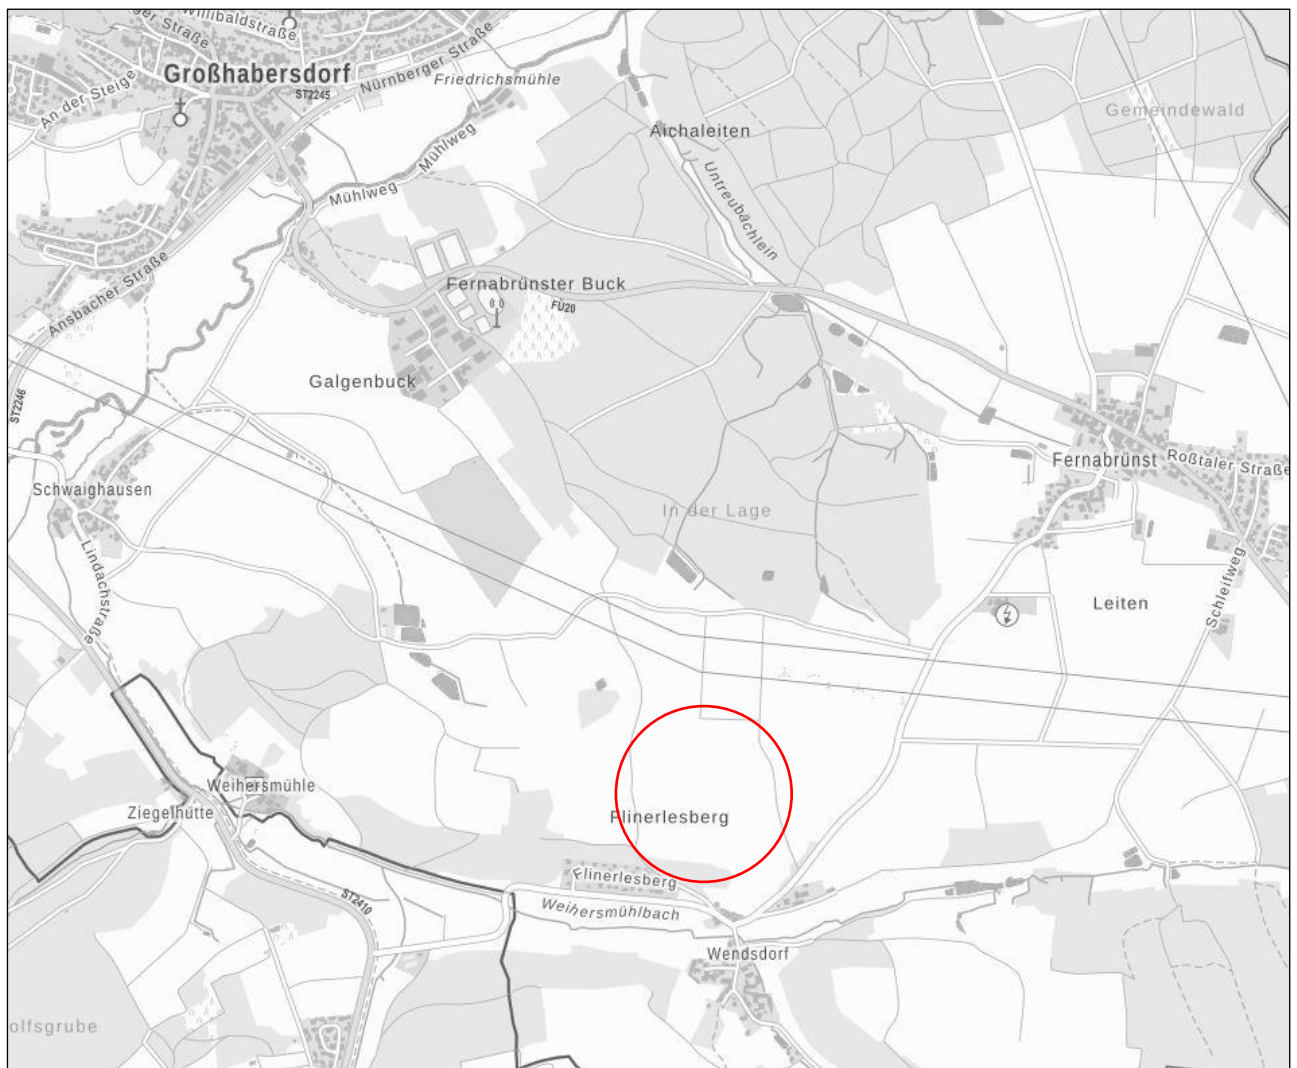 ger Straße
Willibaldstraße
Großhabersdorf
ST2245
Nürnberger Straße
Friedrichsmühle
An der Steige
Gemeindewald
Aichaleiten
Mühlweg
Mühlweg
Untreubächlein
Ansbacher Straße
Fernabrünster Buck
FÜ20
Galgenbuck
ST2246
Fernabrünst
Roßtaler Straße
Schwaighausen
In der Lage
Lindachstraße
Schleifweg
Leiten
Weihersmühle
Ziegelhütte
Flinerlesberg
Flinerlesberg
ST2410
Weihersmühlbach
Wendsdorf
olfsgrube